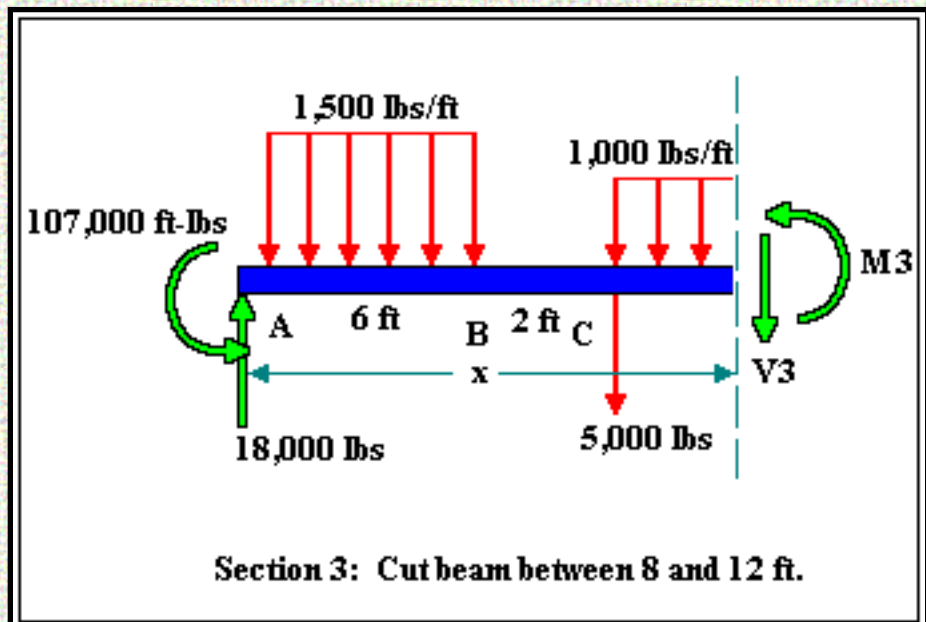 1,500 lbs/ft
1,000 lbs/ft
107,000 ft-lbs
M3
A 6 ft B 2 ft C
x
V3
18,000 lbs
5,000 lbs
Section 3: Cut beam between 8 and 12 ft.